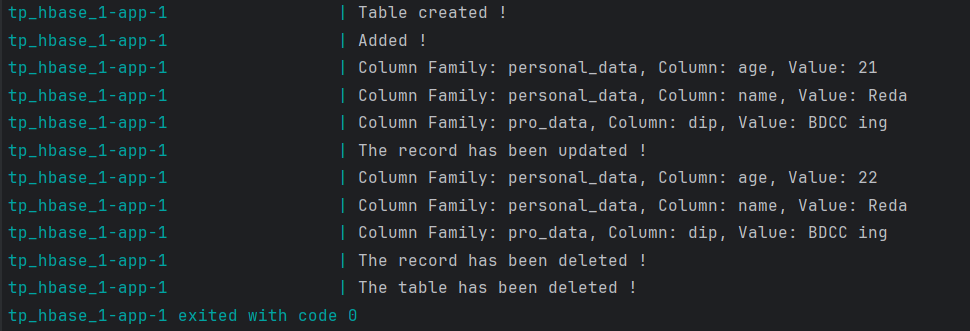 tp_hbase_1-app-1 | Table created !
tp_hbase_1-app-1 | Added !
tp_hbase_1-app-1 | Column Family: personal_data, Column: age, Value: 21
tp_hbase_1-app-1 | Column Family: personal_data, Column: name, Value: Reda
tp_hbase_1-app-1 | Column Family: pro_data, Column: dip, Value: BDCC ing
tp_hbase_1-app-1 | The record has been updated !
tp_hbase_1-app-1 | Column Family: personal_data, Column: age, Value: 22
tp_hbase_1-app-1 | Column Family: personal_data, Column: name, Value: Reda
tp_hbase_1-app-1 | Column Family: pro_data, Column: dip, Value: BDCC ing
tp_hbase_1-app-1 | The record has been deleted !
tp_hbase_1-app-1 | The table has been deleted !
tp_hbase_1-app-1 exited with code 0